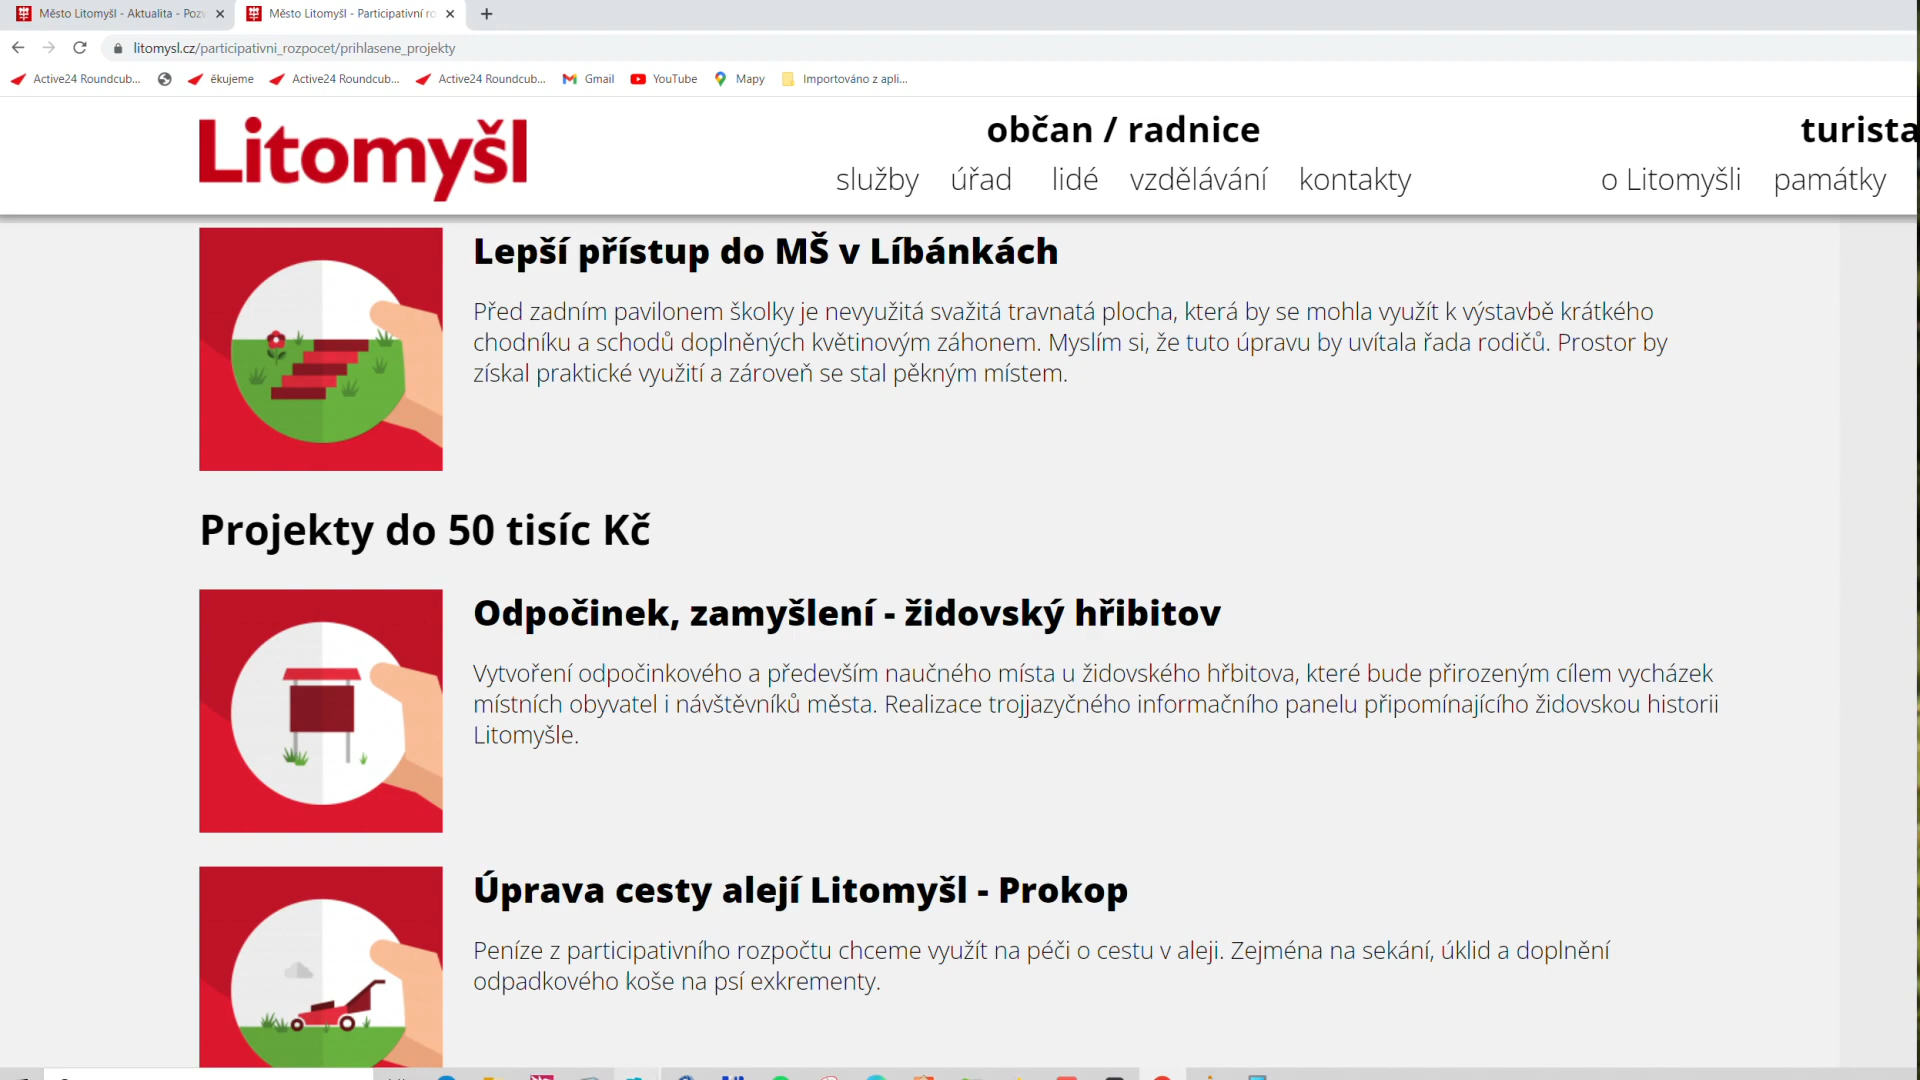 Město Litomyšl - Aktualita - Pozv
Město Litomyšl - Participativní ro
litomysl.cz/participativni_rozpocet/prihlasene_projekty
Active24 Roundcub...
ěkujeme
Active24 Roundcub...
Active24 Roundcub...
Gmail
YouTube
Mapy
Importováno z apli...
Litomyšl
občan / radnice
turista
služby úřad lidé vzdělávání kontakty
o Litomyšli památky
Lepší přístup do MŠ v Líbánkách
Před zadním pavilonem školky je nevyužitá svažitá travnatá plocha, která by se mohla využít k výstavbě krátkého
chodníku a schodů doplněných květinovým záhonem. Myslím si, že tuto úpravu by uvítala řada rodičů. Prostor by
získal praktické využití a zároveň se stal pěkným místem.
Projekty do 50 tisíc Kč
Odpočinek, zamyšlení - židovský hřibitov
Vytvoření odpočinkového a především naučného místa u židovského hřbitova, které bude přirozeným cílem vycházek
místních obyvatel i návštěvníků města. Realizace trojjazyčného informačního panelu připomínajícího židovskou historii
Litomyšle.
Úprava cesty alejí Litomyšl - Prokop
Peníze z participativního rozpočtu chceme využít na péči o cestu v aleji. Zejména na sekání, úklid a doplnění
odpadkového koše na psí exkrementy.